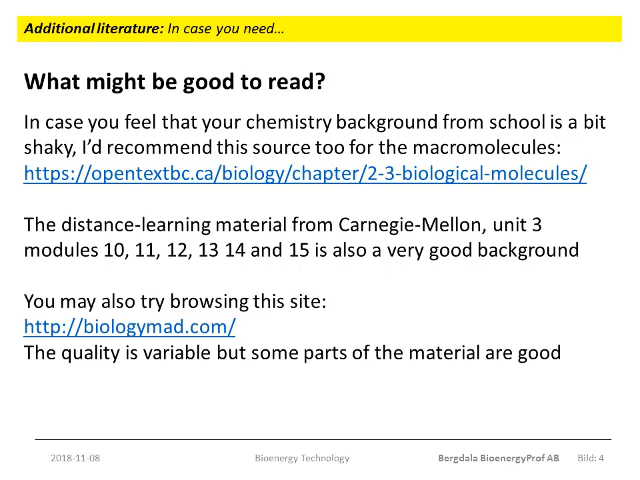 Additional literature: In case you need…
What might be good to read?
In case you feel that your chemistry background from school is a bit
shaky, I’d recommend this source too for the macromolecules:
https://opentextbc.ca/biology/chapter/2-3-biological-molecules/
The distance-learning material from Carnegie-Mellon, unit 3
modules 10, 11, 12, 13 14 and 15 is also a very good background
You may also try browsing this site:
http://biologymad.com/
The quality is variable but some parts of the material are good
2018-11-08 Bioenergy Technology Bergdala BioenergyProf AB Bild: 4